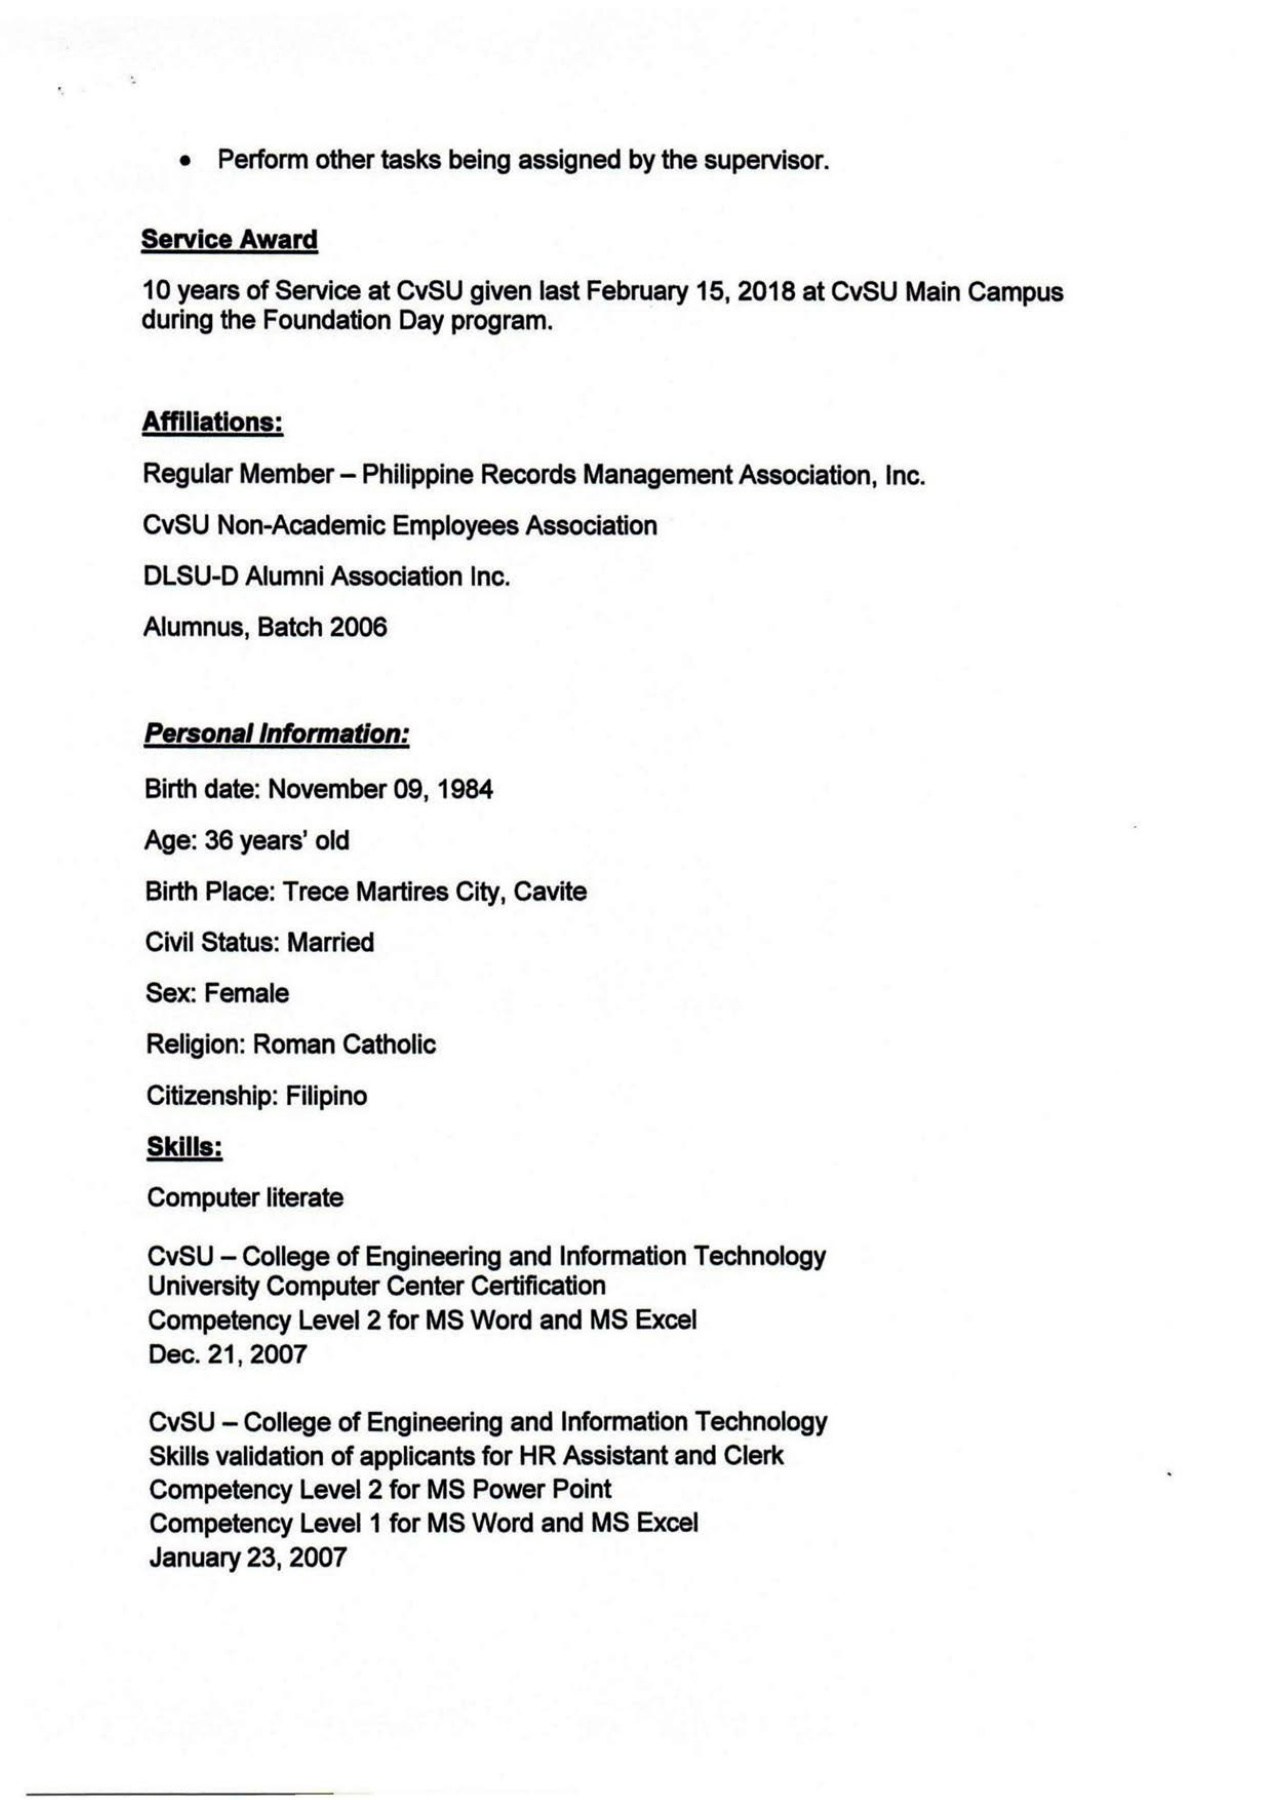 • Perform other tasks being assigned by the supervisor.
Service Award
10 years of Service at CvSU given last February 15, 2018 at CvSU Main Campus
during the Foundation Day program.
Affiliations:
Regular Member – Philippine Records Management Association, Inc.
CvSU Non-Academic Employees Association
DLSU-D Alumni Association Inc.
Alumnus, Batch 2006
Personal Information:
Birth date: November 09, 1984
Age: 36 years' old
Birth Place: Trece Martires City, Cavite
Civil Status: Married
Sex: Female
Religion: Roman Catholic
Citizenship: Filipino
Skills:
Computer literate
CvSU – College of Engineering and Information Technology
University Computer Center Certification
Competency Level 2 for MS Word and MS Excel
Dec. 21, 2007
CvSU – College of Engineering and Information Technology
Skills validation of applicants for HR Assistant and Clerk
Competency Level 2 for MS Power Point
Competency Level 1 for MS Word and MS Excel
January 23, 2007